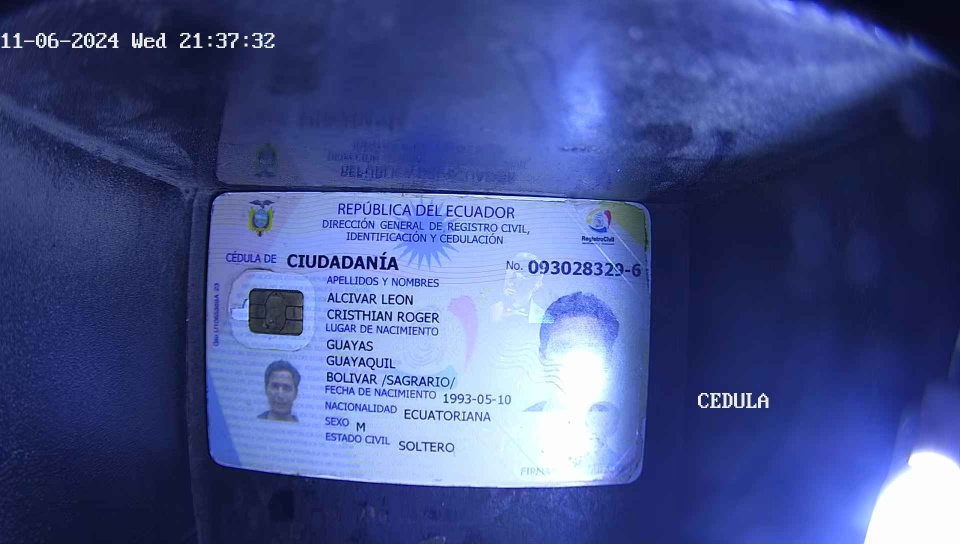 11-06-2024 Wed 21:37:32
REPÚBLICA DEL ECUADOR
DIRECCIÓN GENERAL DE REGISTRO CIVIL,
IDENTIFICACIÓN Y CEDULACIÓN
RegistroCivil
CÉDULA DE CIUDADANÍA
No. 093028329-6
APELLIDOS Y NOMBRES
ALCIVAR LEON
CRISTHIAN ROGER
LUGAR DE NACIMIENTO
GUAYAS
GUAYAQUIL
BOLIVAR /SAGRARIO/
FECHA DE NACIMIENTO 1993-05-10
NACIONALIDAD ECUATORIANA
SEXO M
ESTADO CIVIL SOLTERO
CEDULA